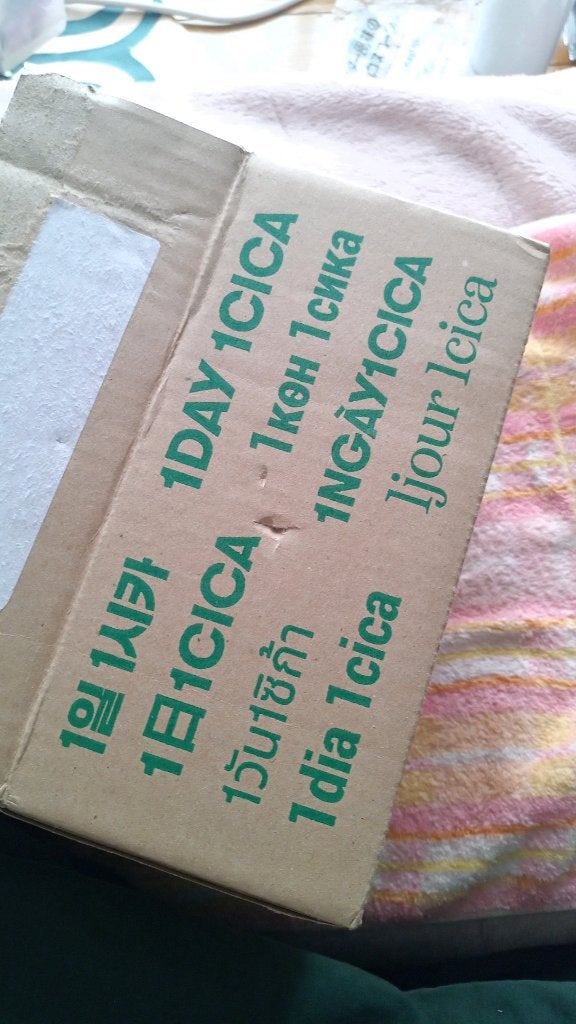 1일 1시카 1DAY 1CICA
1日1CICA 1кθн 1сика
1วัน1ซิก้า 1NGÀY1CICA
1dia 1cica 1jour 1cica